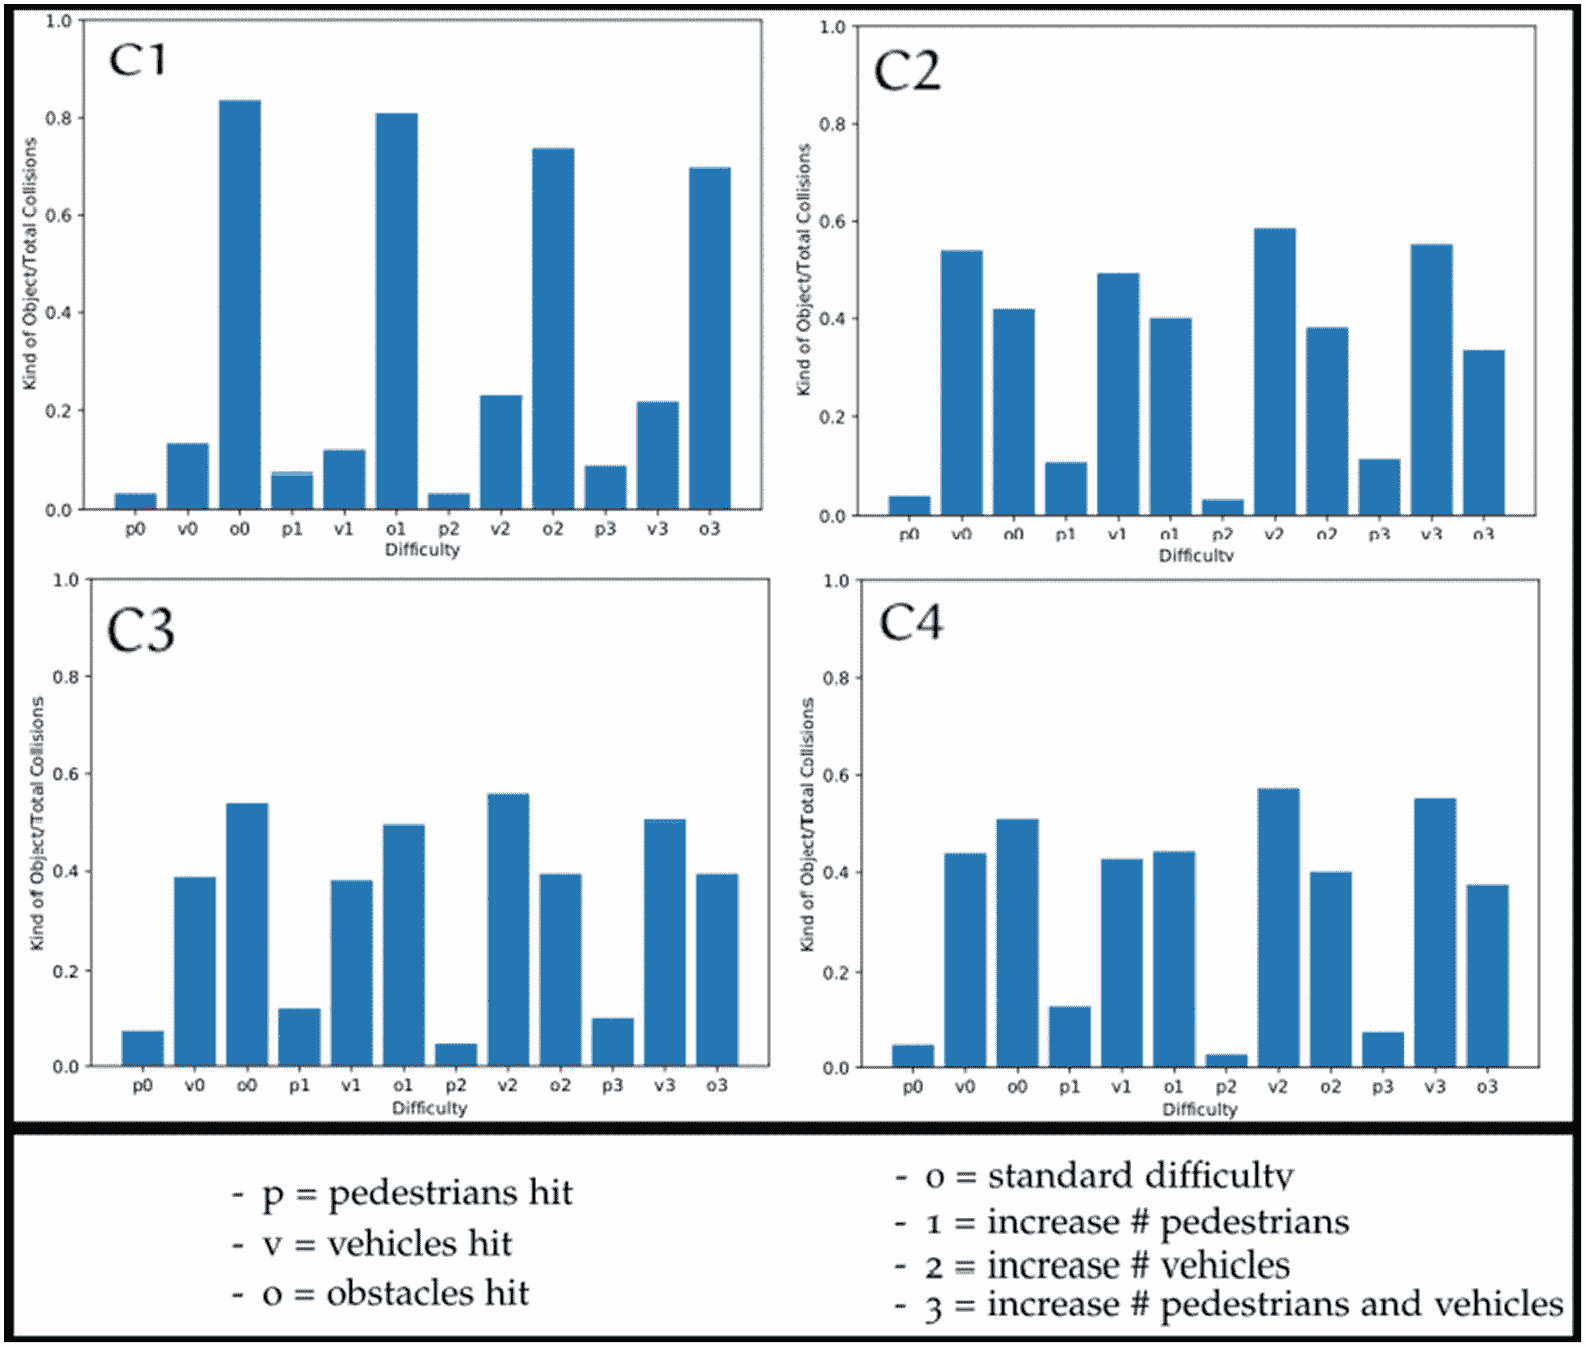 C1
1.0
0.8
0.6
0.4
0.2
0.0
Kind of Object/Total Collisions
p0 v0 o0 p1 v1 o1 p2 v2 o2 p3 v3 o3
Difficulty
C2
1.0
0.8
0.6
0.4
0.2
0.0
Kind of Object/Total Collisions
p0 v0 o0 p1 v1 o1 p2 v2 o2 p3 v3 o3
Difficulty
C3
1.0
0.8
0.6
0.4
0.2
0.0
Kind of Object/Total Collisions
p0 v0 o0 p1 v1 o1 p2 v2 o2 p3 v3 o3
Difficulty
C4
1.0
0.8
0.6
0.4
0.2
0.0
Kind of Object/Total Collisions
p0 v0 o0 p1 v1 o1 p2 v2 o2 p3 v3 o3
Difficulty
- p = pedestrians hit
- v = vehicles hit
- o = obstacles hit
- 0 = standard difficulty
- 1 = increase # pedestrians
- 2 = increase # vehicles
- 3 = increase # pedestrians and vehicles